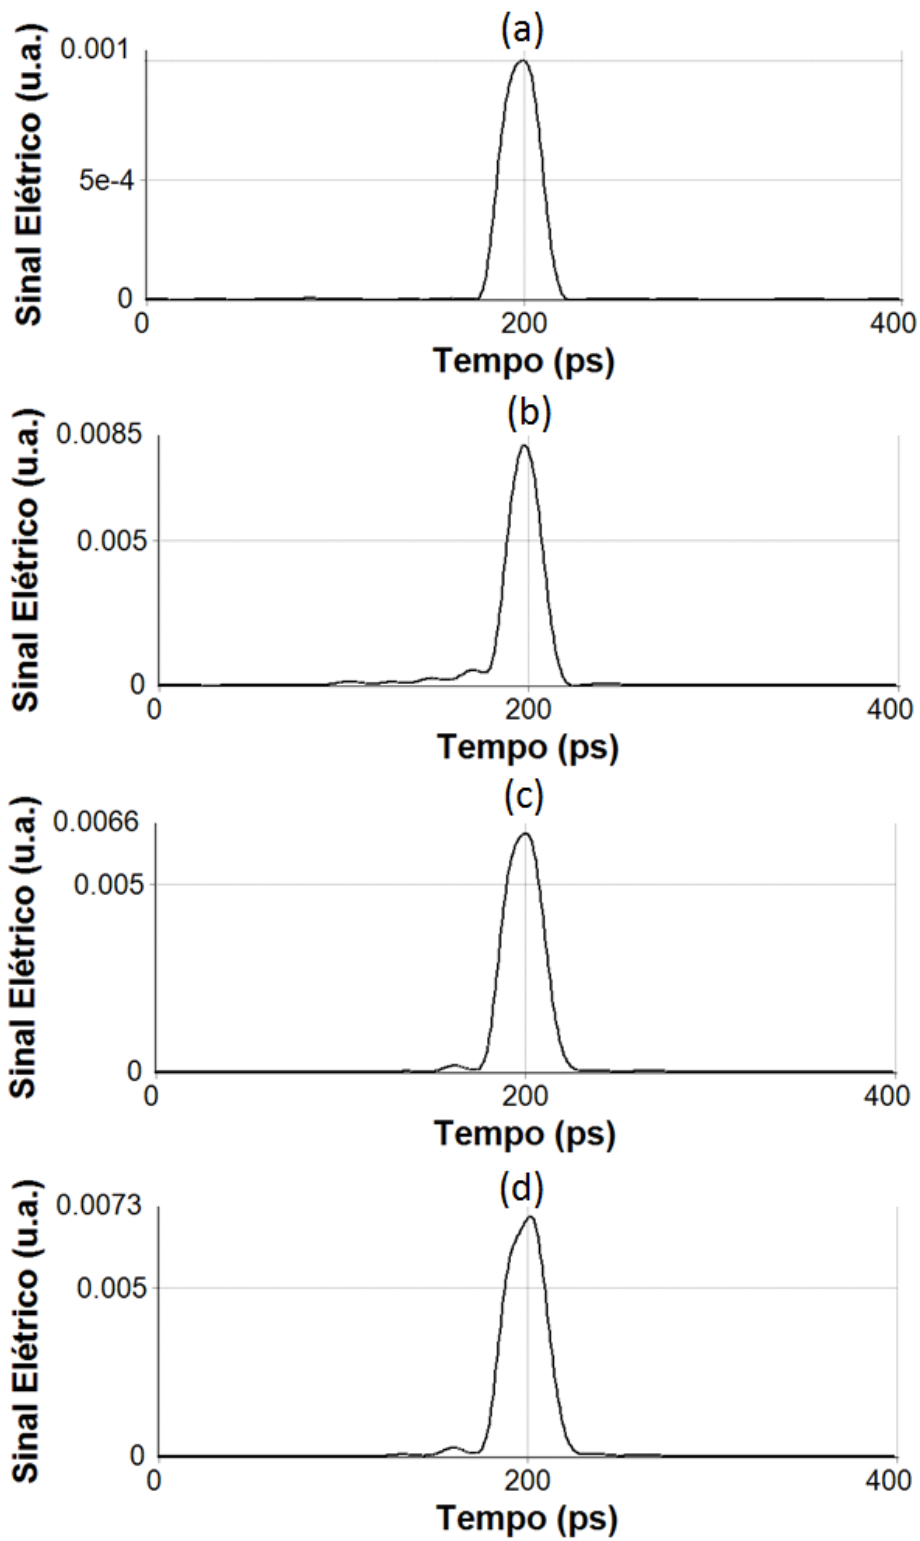 (a)
Sinal Elétrico (u.a.)
0.001
5e-4
0
0 200 400
Tempo (ps)
(b)
Sinal Elétrico (u.a.)
0.0085
0.005
0
0 200 400
Tempo (ps)
(c)
Sinal Elétrico (u.a.)
0.0066
0.005
0
0 200 400
Tempo (ps)
(d)
Sinal Elétrico (u.a.)
0.0073
0.005
0
0 200 400
Tempo (ps)